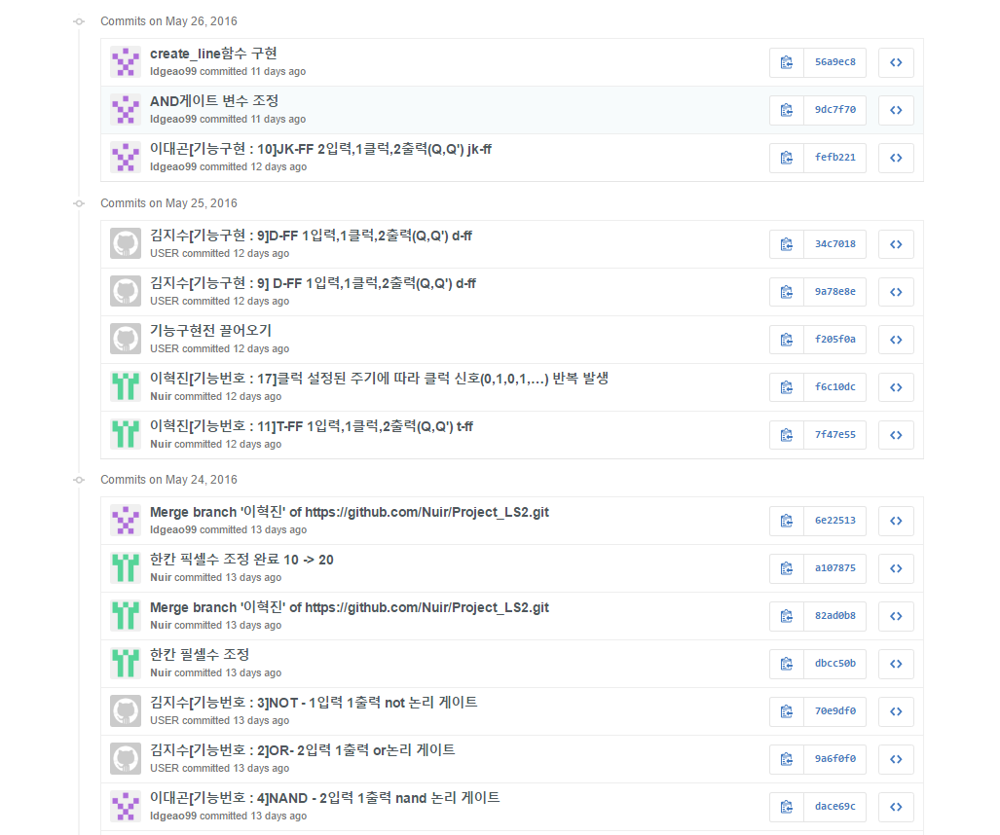 Commits on May 26, 2016
create_line함수 구현
ldgeao99 committed 11 days ago
56a9ec8
AND게이트 변수 조정
ldgeao99 committed 11 days ago
9dc7f70
이대곤[기능구현 : 10]JK-FF 2입력,1클럭,2출력(Q,Q') jk-ff
ldgeao99 committed 12 days ago
fefb221
Commits on May 25, 2016
김지수[기능구현 : 9]D-FF 1입력,1클럭,2출력(Q,Q') d-ff
USER committed 12 days ago
34c7018
김지수[기능구현 : 9] D-FF 1입력,1클럭,2출력(Q,Q') d-ff
USER committed 12 days ago
9a78e8e
기능구현전 끌어오기
USER committed 12 days ago
f205f0a
이혁진[기능번호 : 17]클럭 설정된 주기에 따라 클럭 신호(0,1,0,1,…) 반복 발생
Nuir committed 12 days ago
f6c10dc
이혁진[기능번호 : 11]T-FF 1입력,1클럭,2출력(Q,Q') t-ff
Nuir committed 12 days ago
7f47e55
Commits on May 24, 2016
Merge branch '이혁진' of https://github.com/Nuir/Project_LS2.git
ldgeao99 committed 13 days ago
6e22513
한칸 픽셀수 조정 완료 10 -> 20
Nuir committed 13 days ago
a107875
Merge branch '이혁진' of https://github.com/Nuir/Project_LS2.git
Nuir committed 13 days ago
82ad0b8
한칸 필셀수 조정
Nuir committed 13 days ago
dbcc50b
김지수[기능번호 : 3]NOT - 1입력 1출력 not 논리 게이트
USER committed 13 days ago
70e9df0
김지수[기능번호 : 2]OR- 2입력 1출력 or논리 게이트
USER committed 13 days ago
9a6f0f0
이대곤[기능번호 : 4]NAND - 2입력 1출력 nand 논리 게이트
ldgeao99 committed 13 days ago
dace69c